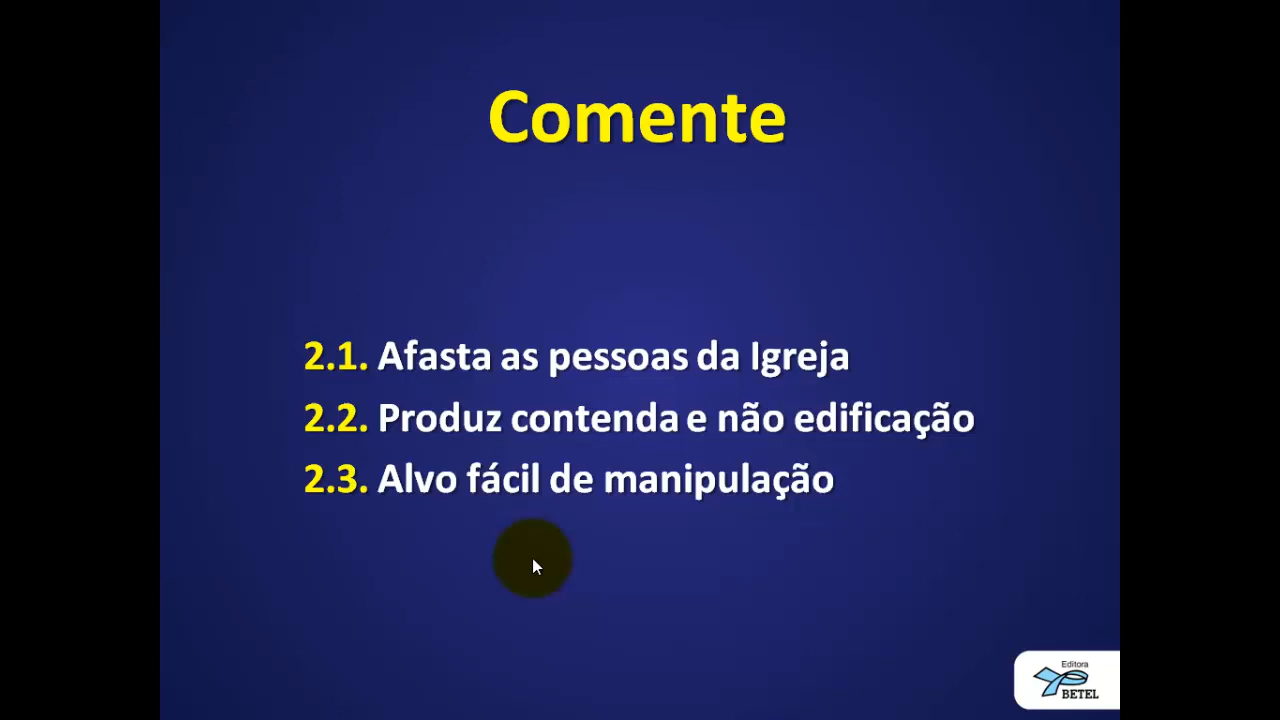 Comente
2.1. Afasta as pessoas da Igreja
2.2. Produz contenda e não edificação
2.3. Alvo fácil de manipulação
Editora
BETEL